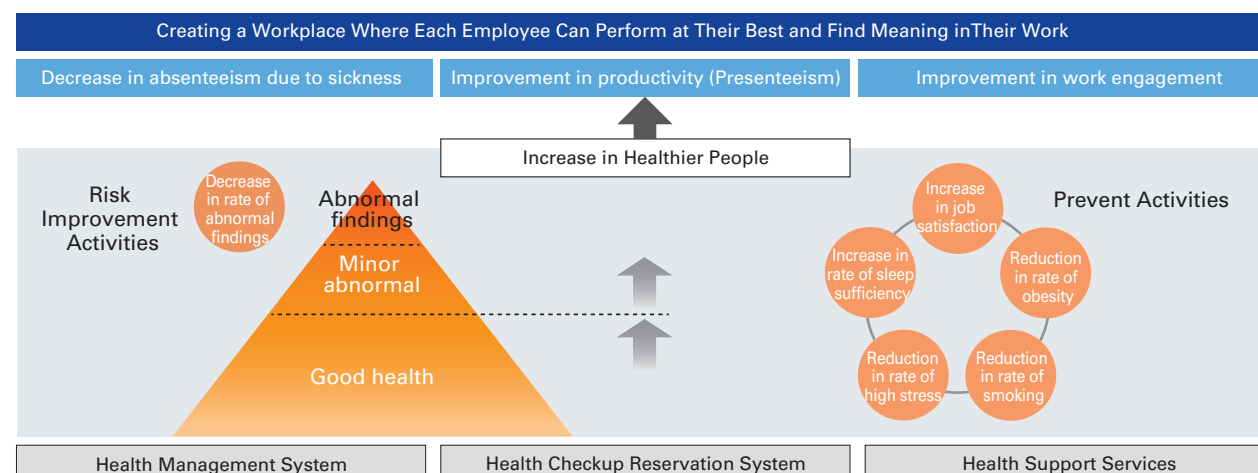 Creating a Workplace Where Each Employee Can Perform at Their Best and Find Meaning inTheir Work
Decrease in absenteeism due to sickness
Improvement in productivity (Presenteeism)
Improvement in work engagement
Increase in Healthier People
Risk
Improvement
Activities
Decrease
in rate of
abnormal
findings
Abnormal
findings
Minor
abnormal
Good health
Prevent Activities
Increase
in job
satisfaction
Increase in
rate of sleep
sufficiency
Reduction
in rate of
obesity
Reduction
in rate of
high stress
Reduction
in rate of
smoking
Health Management System
Health Checkup Reservation System
Health Support Services